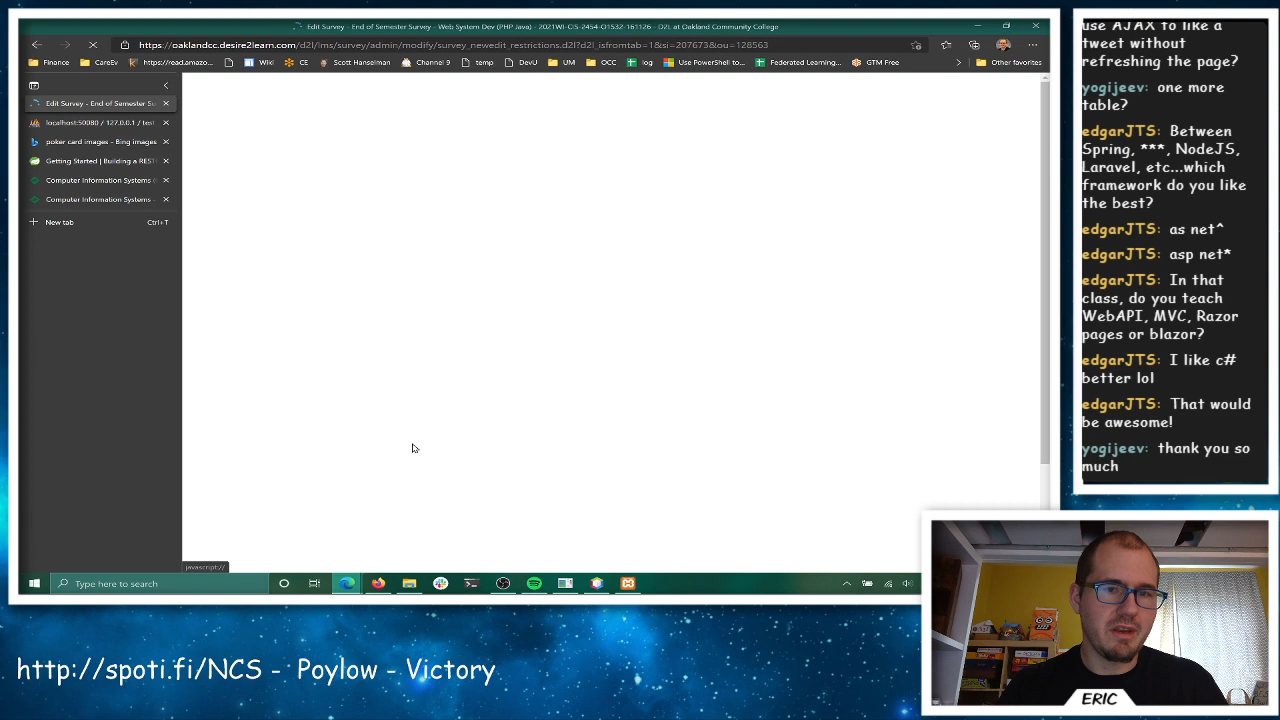 Edit Survey - End of Semester Survey - Web System Dev (PHP Java) - 2021WI-CIS-2454-O1532-161126 - D2L at Oakland Community College
https://oaklandcc.desire2learn.com/d2l/lms/survey/admin/modify/survey_newedit_restrictions.d2l?d2l_isfromtab=1&si=207673&ou=128563
Finance
CareEv
https://read.amazo...
Wiki
CE
Scott Hanselman
Channel 9
temp
DevU
UM
OCC
log
Use PowerShell to...
Federated Learning...
GTM Free
Other favorites
Edit Survey - End of Semester Su
localhost:50080 / 127.0.0.1 / test
poker card images - Bing images
Getting Started | Building a REST
Computer Information Systems (
Computer Information Systems -
New tab
Ctrl+T
javascript://
Type here to search
use AJAX to like a
tweet without
refreshing the page?
yogijeev: one more
table?
edgarJTS: Between
Spring, ***, NodeJS,
Laravel, etc...which
framework do you like
the best?
edgarJTS: as net^
edgarJTS: asp net*
edgarJTS: In that
class, do you teach
WebAPI, MVC, Razor
pages or blazor?
edgarJTS: I like c#
better lol
edgarJTS: That would
be awesome!
yogijeev: thank you so
much
ERIC
http://spoti.fi/NCS - Poylow - Victory